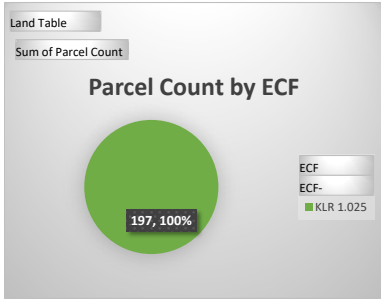 Land Table
Sum of Parcel Count
Parcel Count by ECF
197, 100%
ECF
ECF-
KLR 1.025